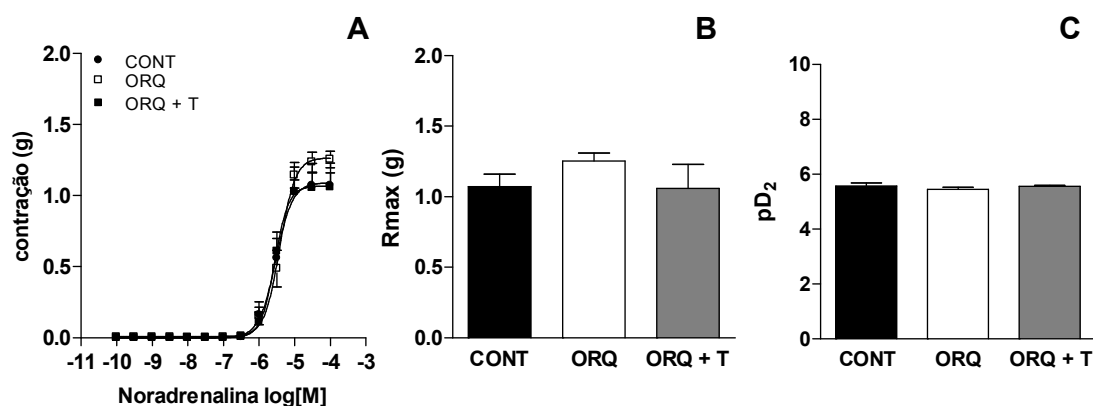 A
2.0
1.5
1.0
0.5
0.0
contração (g)
CONT
ORQ
ORQ + T
-11 -10 -9 -8 -7 -6 -5 -4 -3
Noradrenalina log[M]
B
2.0
1.5
1.0
0.5
0.0
Rmax (g)
CONT ORQ ORQ + T
C
10
8
6
4
2
0
pD₂
CONT ORQ ORQ + T